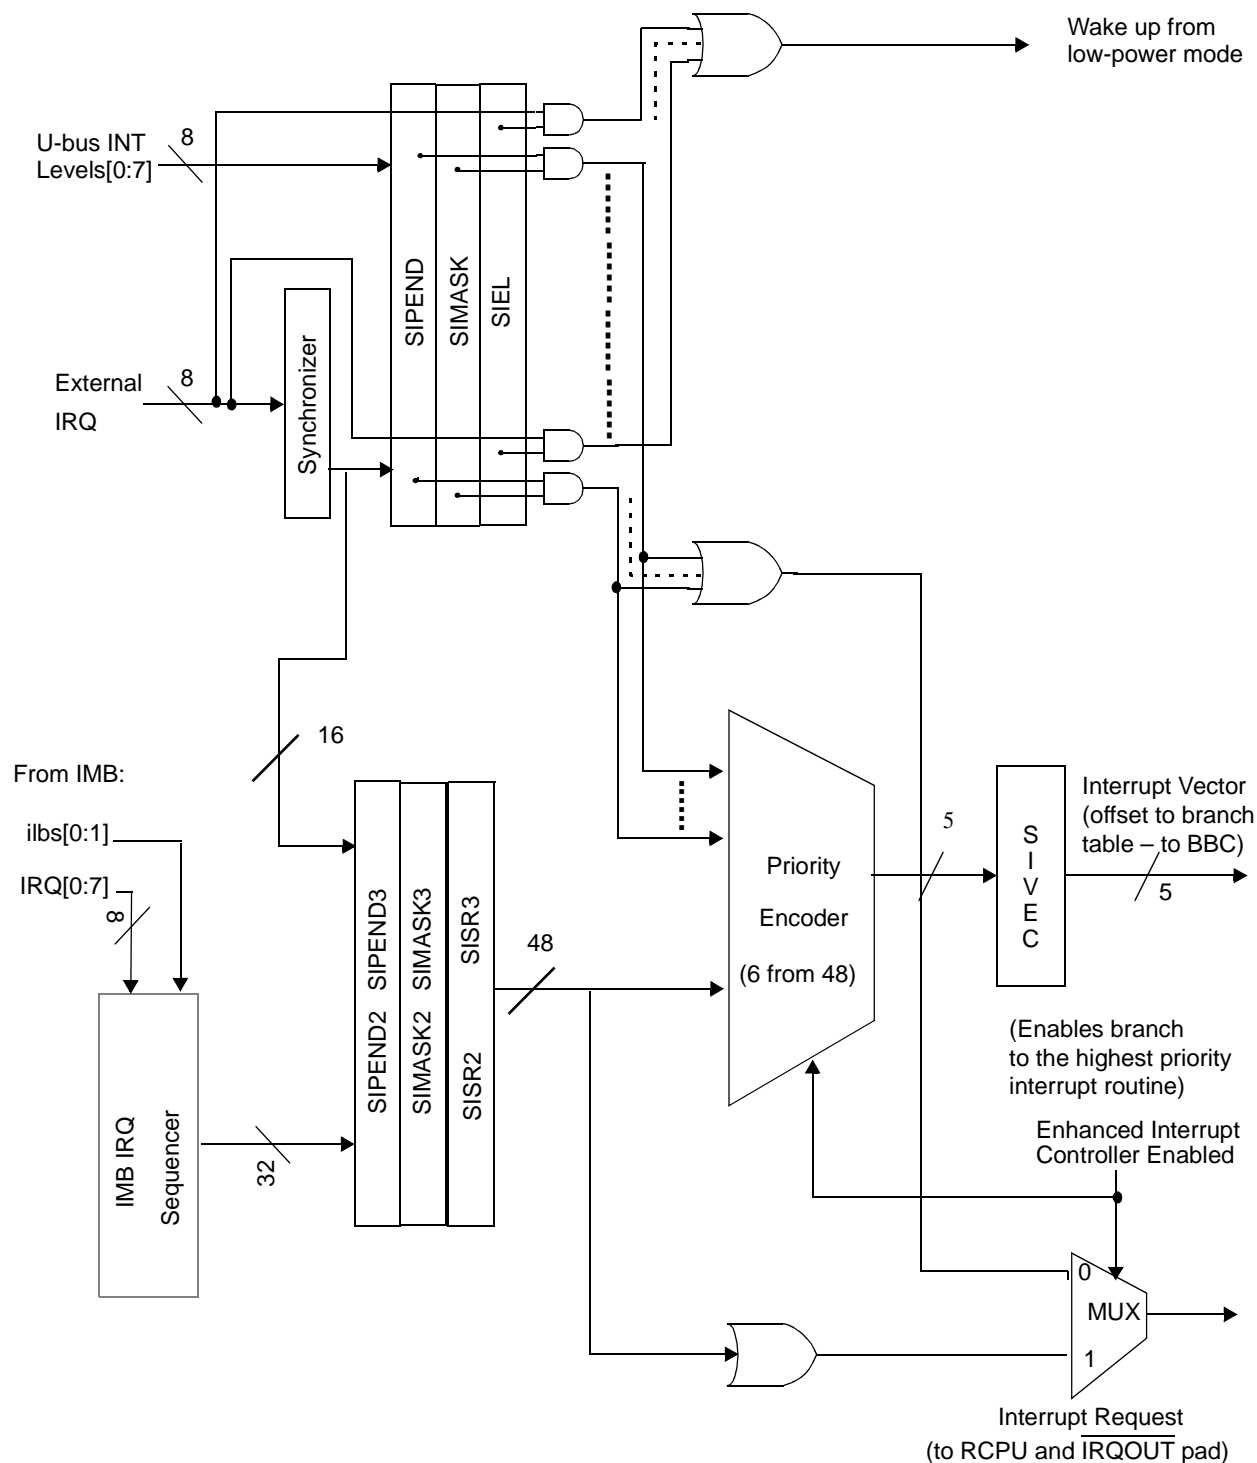 Wake up from
low-power mode
U-bus INT
Levels[0:7]
8
SIPEND
SIMASK
SIEL
External
IRQ
8
Synchronizer
16
From IMB:
ilbs[0:1]
IRQ[0:7]
8
IMB IRQ
Sequencer
32
SIPEND2 SIPEND3
SIMASK2 SIMASK3
SISR2 SISR3
48
Priority
Encoder
(6 from 48)
5
S
I
V
E
C
Interrupt Vector
(offset to branch
table – to BBC)
5
(Enables branch
to the highest priority
interrupt routine)
Enhanced Interrupt
Controller Enabled
0
MUX
1
Interrupt Request
(to RCPU and IRQOUT pad)